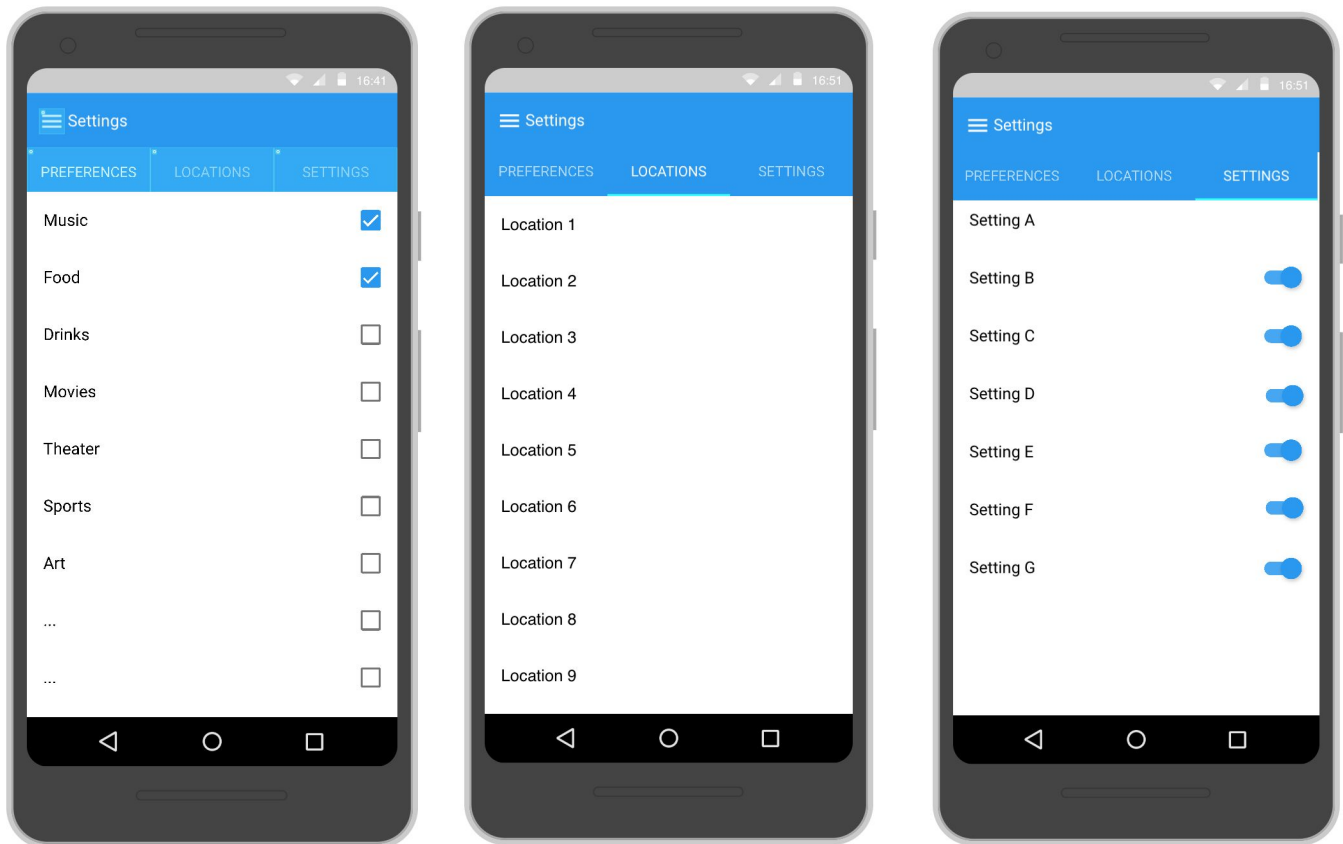 16:41
Settings
PREFERENCES LOCATIONS SETTINGS
Music
Food
Drinks
Movies
Theater
Sports
Art
...
...
16:51
Settings
PREFERENCES LOCATIONS SETTINGS
Location 1
Location 2
Location 3
Location 4
Location 5
Location 6
Location 7
Location 8
Location 9
16:51
Settings
PREFERENCES LOCATIONS SETTINGS
Setting A
Setting B
Setting C
Setting D
Setting E
Setting F
Setting G